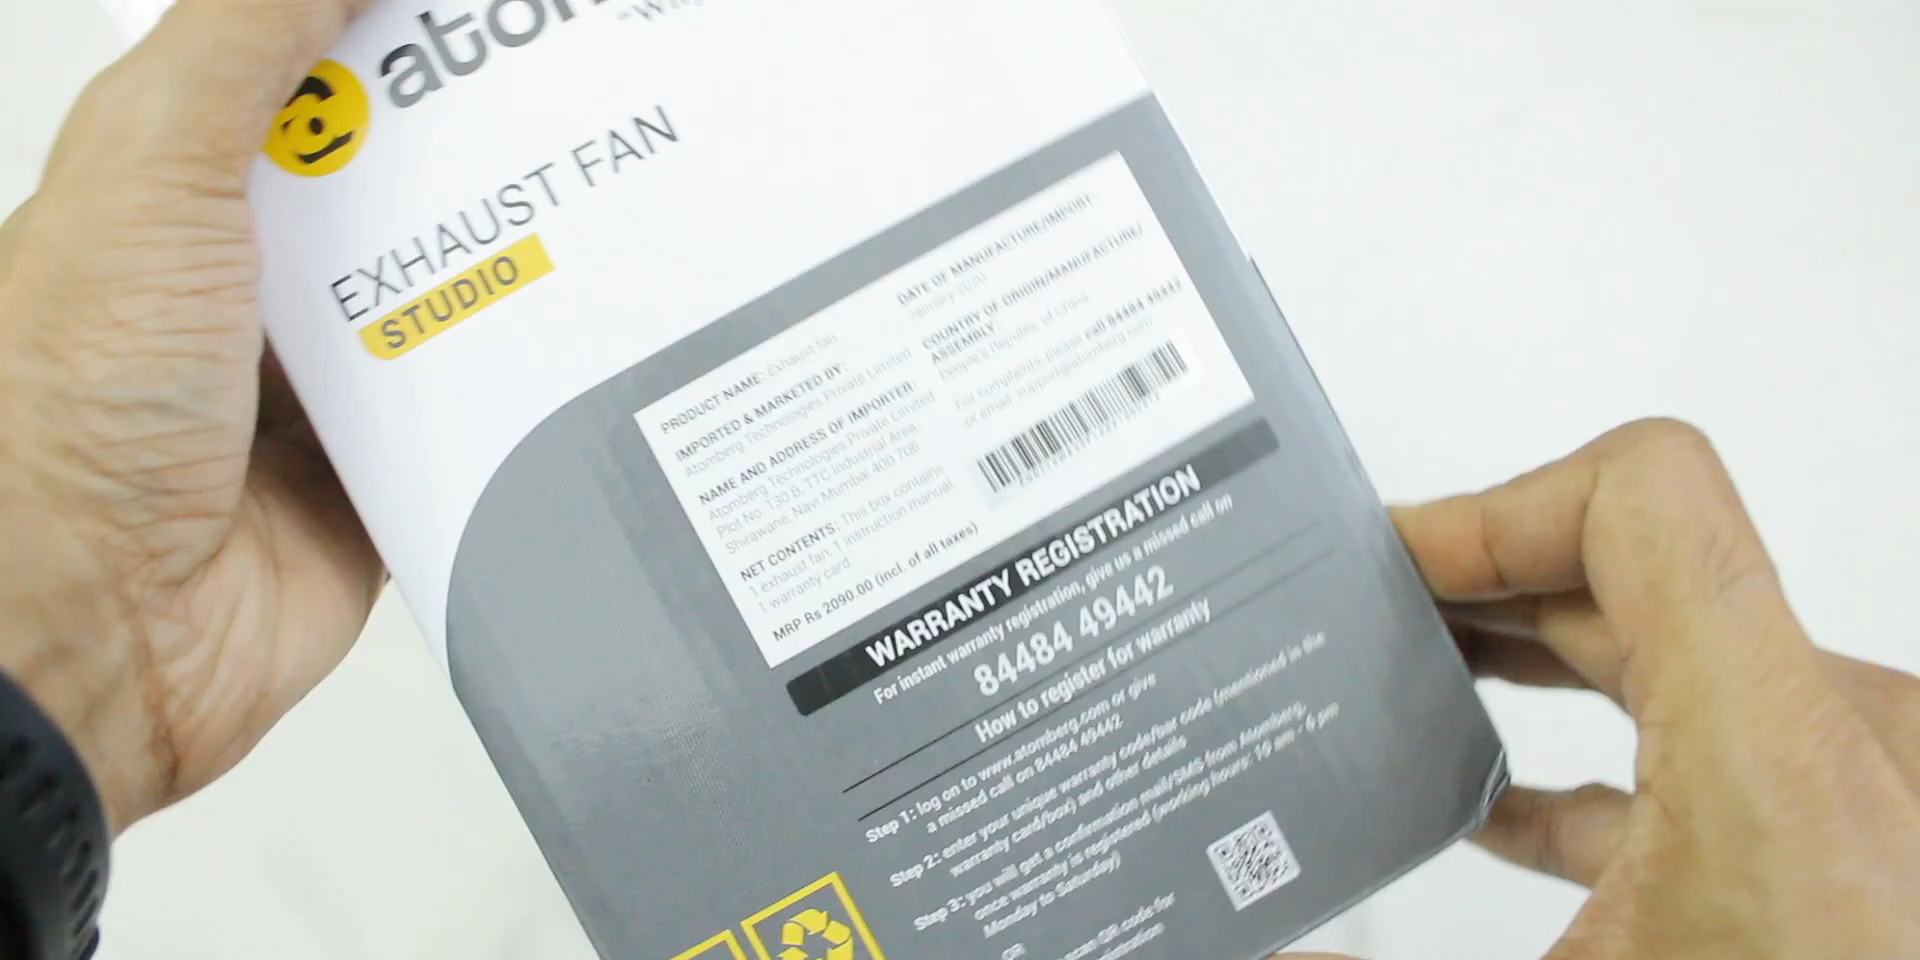 EXHAUST FAN
STUDIO
PRODUCT NAME: Exhaust fan
IMPORTED & MARKETED BY:
Atomberg Technologies Private Limited
NAME AND ADDRESS OF IMPORTER:
Atomberg Technologies Private Limited
Plot No. 130 B, TTC Industrial Area,
Shirawane, Navi Mumbai 400 706
NET CONTENTS: This box contains
1 exhaust fan, 1 instruction manual,
1 warranty card
MRP Rs 2090.00 (incl. of all taxes)
DATE OF MANUFACTURE/IMPORT:
January 2020
COUNTRY OF ORIGIN/MANUFACTURE/
ASSEMBLY:
People's Republic of China
For complaints, please call 84484 49442
or email: support@atomberg.com
WARRANTY REGISTRATION
For instant warranty registration, give us a missed call on
84484 49442
How to register for warranty
Step 1: log on to www.atomberg.com or give
a missed call on 84484 49442
Step 2: enter your unique warranty code/bar code (mentioned in the
warranty card/box) and other details
Step 3: you will get a confirmation mail/SMS from Atomberg,
once warranty is registered (working hours: 10 am - 6 pm
Monday to Saturday)
OR
scan QR code for